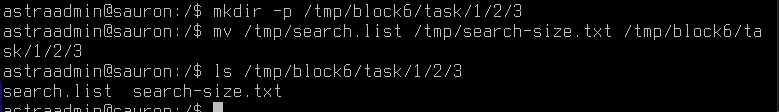 astraadmin@sauron:/$ mkdir -p /tmp/block6/task/1/2/3
astraadmin@sauron:/$ mv /tmp/search.list /tmp/search-size.txt /tmp/block6/ta
sk/1/2/3
astraadmin@sauron:/$ ls /tmp/block6/task/1/2/3
search.list  search-size.txt
astraadmin@sauron:/$